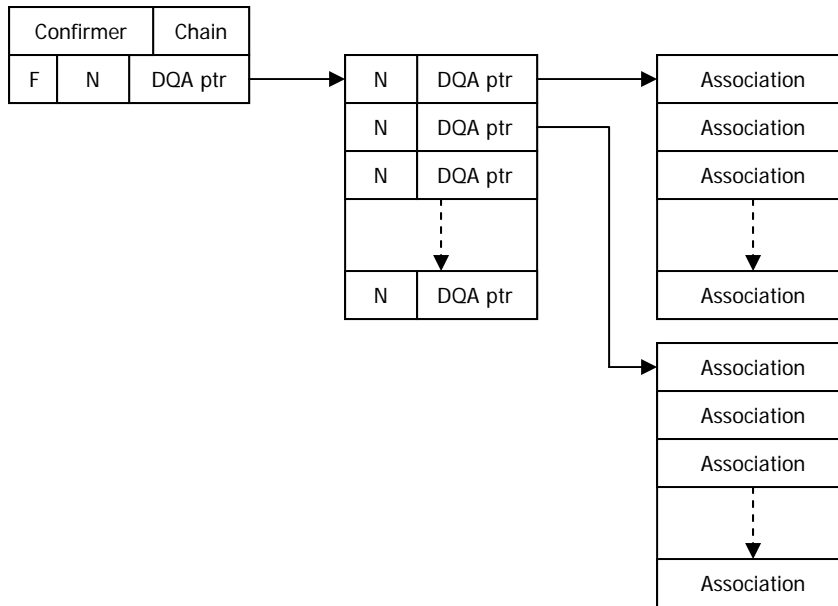 Confirmer Chain
F N DQA ptr
N DQA ptr
N DQA ptr
N DQA ptr
N DQA ptr
Association
Association
Association
Association
Association
Association
Association
Association